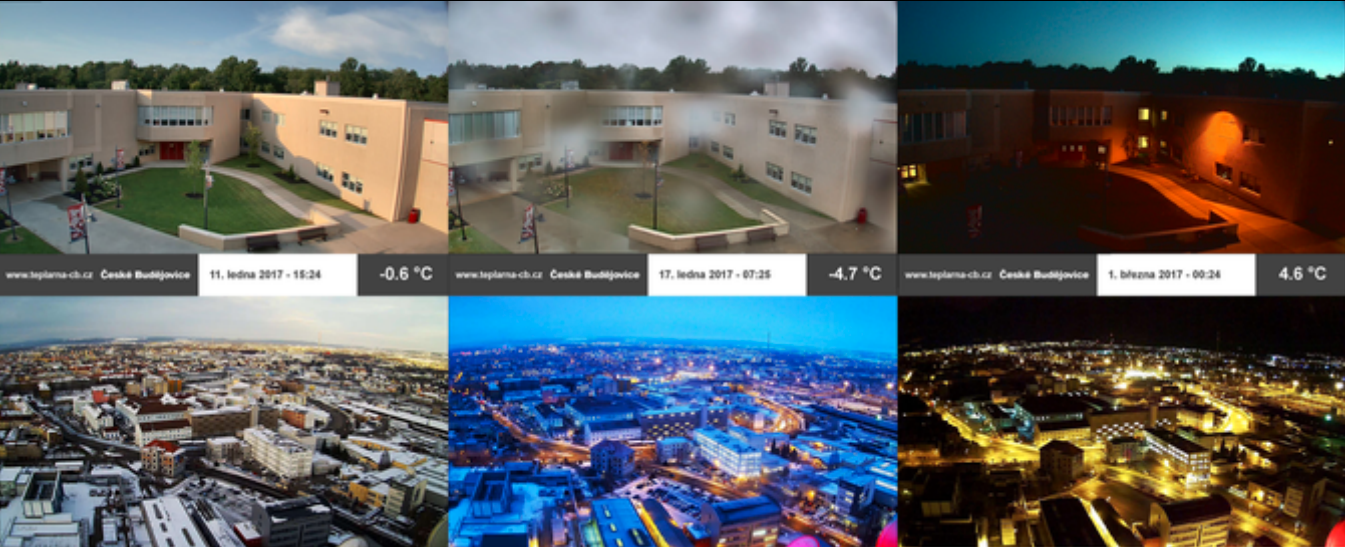 www.teplarna-cb.cz České Budějovice 11. ledna 2017 - 15:24 -0.6 °C
www.teplarna-cb.cz České Budějovice 17. ledna 2017 - 07:25 -4.7 °C
www.teplarna-cb.cz České Budějovice 1. března 2017 - 00:24 4.6 °C